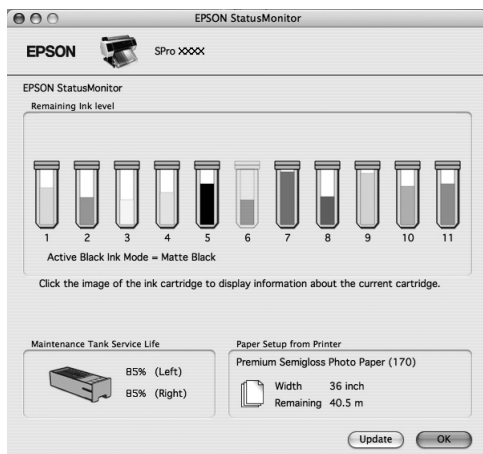 EPSON StatusMonitor
EPSON
SPro XXXX
EPSON StatusMonitor
Remaining Ink level
1 2 3 4 5 6 7 8 9 10 11
Active Black Ink Mode = Matte Black
Click the image of the ink cartridge to display information about the current cartridge.
Maintenance Tank Service Life
85% (Left)
85% (Right)
Paper Setup from Printer
Premium Semigloss Photo Paper (170)
Width 36 inch
Remaining 40.5 m
Update OK